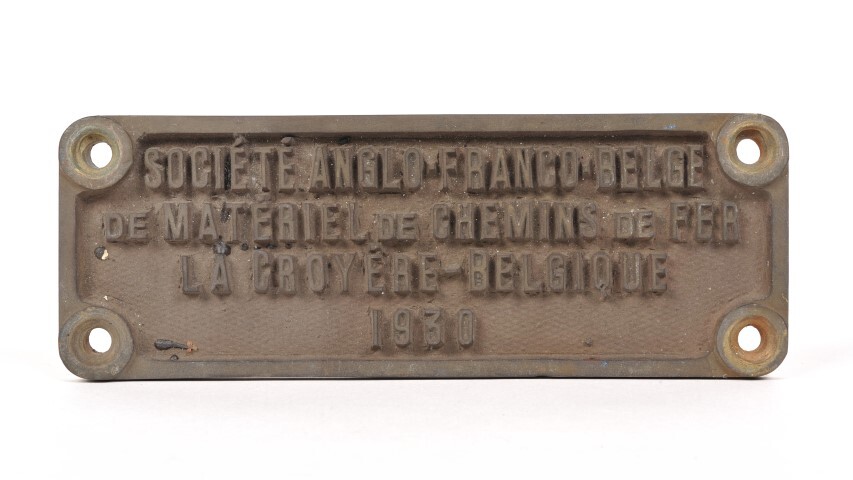 SOCIÉTÉ ANGLO-FRANCO-BELGE
DE MATÉRIEL DE CHEMINS DE FER
LA CROYÈRE-BELGIQUE
1930